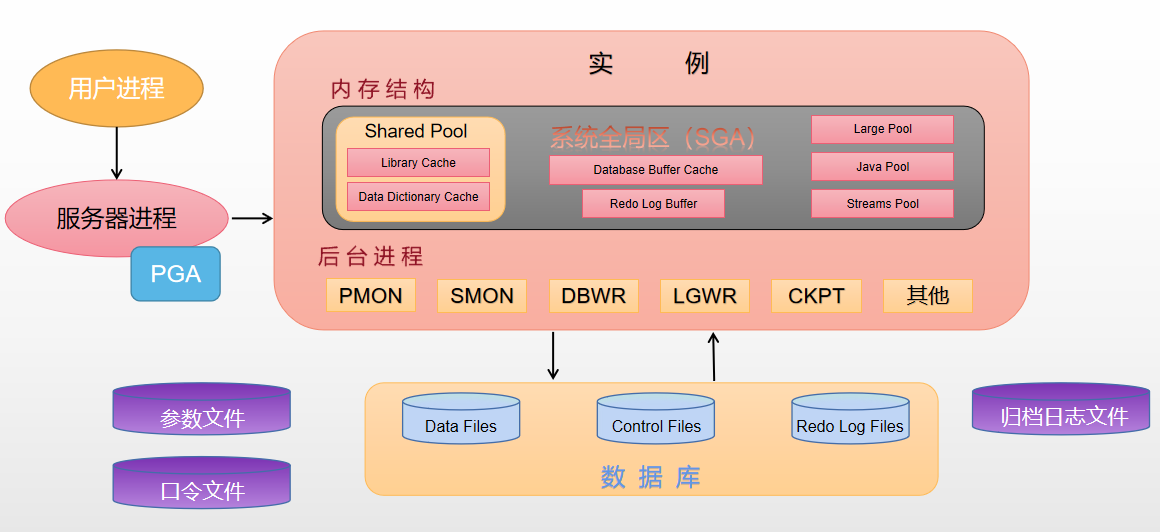 用户进程
服务器进程
PGA
实 例
内存结构
Shared Pool
Library Cache
Data Dictionary Cache
系统全局区（SGA）
Database Buffer Cache
Redo Log Buffer
Large Pool
Java Pool
Streams Pool
后台进程
PMON
SMON
DBWR
LGWR
CKPT
其他
参数文件
口令文件
Data Files
Control Files
Redo Log Files
数据库
归档日志文件